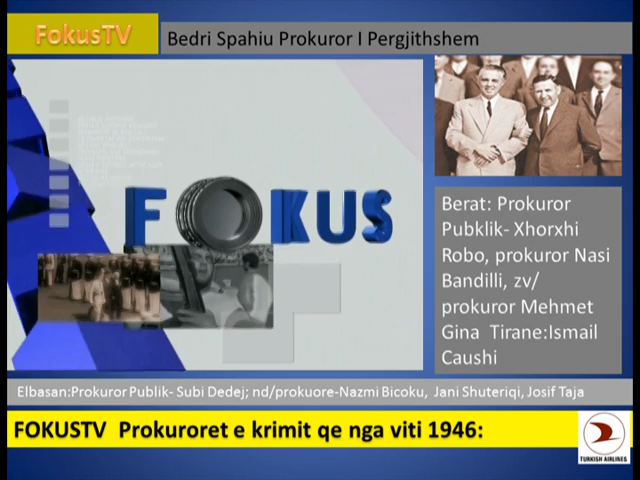 FokusTV
Bedri Spahiu Prokuror I Pergjithshem
FOKUS
Berat: Prokuror
Pubklik- Xhorxhi
Robo, prokuror Nasi
Bandilli, zv/
prokuror Mehmet
Gina Tirane:Ismail
Caushi
Elbasan:Prokuror Publik- Subi Dedej; nd/prokuore-Nazmi Bicoku, Jani Shuteriqi, Josif Taja
FOKUSTV Prokuroret e krimit qe nga viti 1946:
TURKISH AIRLINES